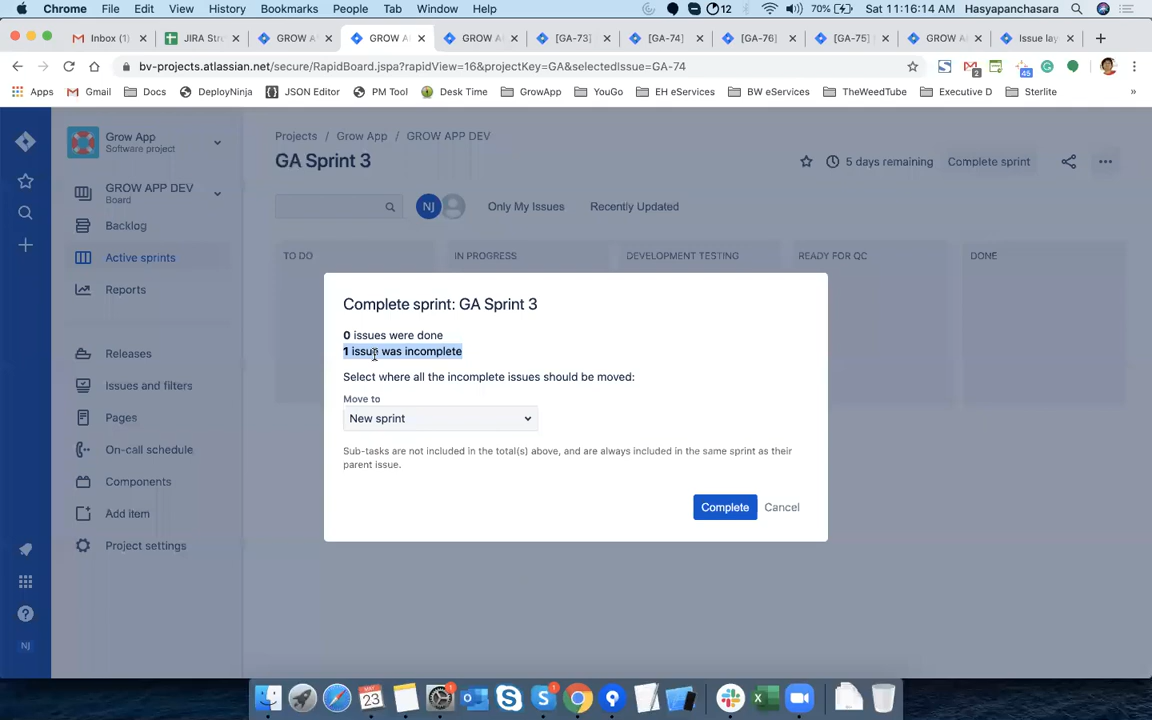 Chrome File Edit View History Bookmarks People Tab Window Help 12 70% Sat 11:16:14 AM Hasyapanchasara
Inbox (1) JIRA Str GROW A GROW A GROW A [GA-73] [GA-74] [GA-76] [GA-75] GROW A Issue lay
bv-projects.atlassian.net/secure/RapidBoard.jspa?rapidView=16&projectKey=GA&selectedIssue=GA-74 2 45
Apps Gmail Docs DeployNinja JSON Editor PM Tool Desk Time GrowApp YouGo EH eServices BW eServices TheWeedTube Executive D Sterlite »
Grow App
Software project
Projects / Grow App / GROW APP DEV
GA Sprint 3
5 days remaining Complete sprint
GROW APP DEV
Board
Backlog
Active sprints
Reports
Releases
Issues and filters
Pages
On-call schedule
Components
Add item
Project settings
NJ
NJ Only My Issues Recently Updated
TO DO IN PROGRESS DEVELOPMENT TESTING READY FOR QC DONE
Complete sprint: GA Sprint 3
0 issues were done
1 issue was incomplete
Select where all the incomplete issues should be moved:
Move to
New sprint
Sub-tasks are not included in the total(s) above, and are always included in the same sprint as their
parent issue.
Complete Cancel
MAY
23
1
1